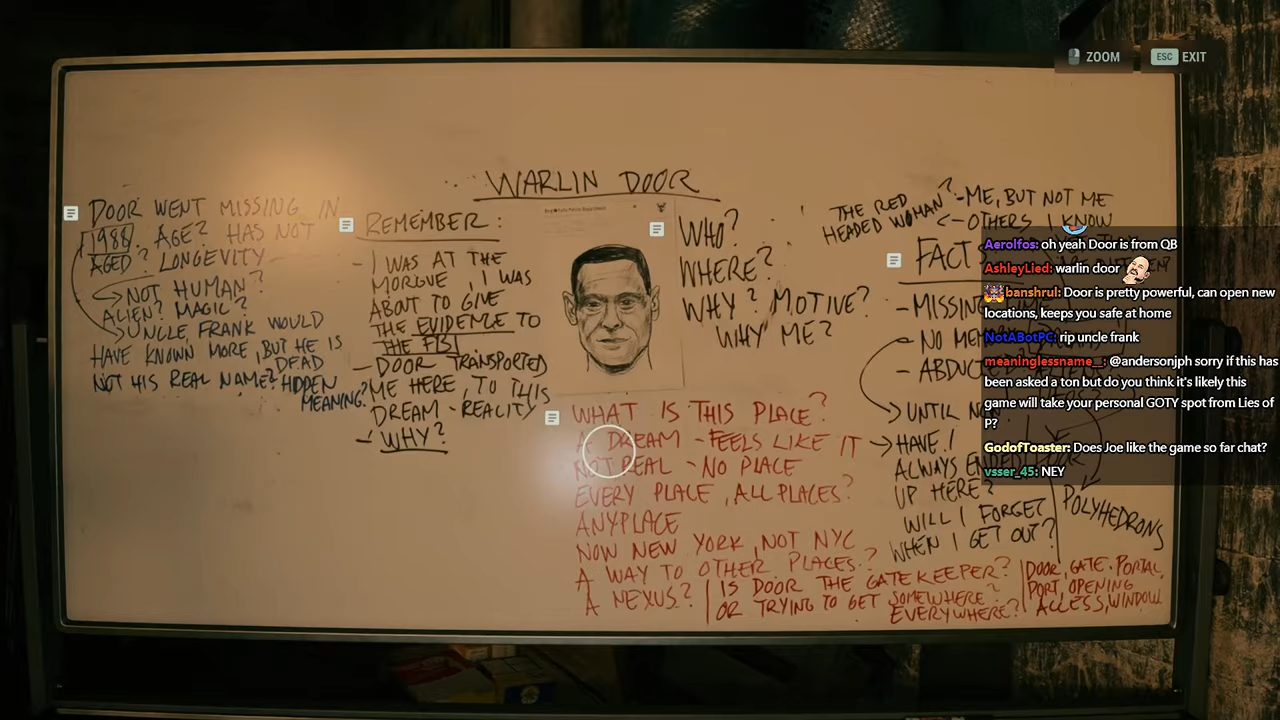 ZOOM
ESC EXIT
WARLIN DOOR
DOOR WENT MISSING IN
1988. AGE? HAS NOT
AGED? LONGEVITY
NOT HUMAN?
ALIEN? MAGIC?
UNCLE FRANK WOULD
HAVE KNOWN MORE, BUT HE IS
DEAD
NOT HIS REAL NAME? HIDDEN
MEANING?
REMEMBER:
- I WAS AT THE
MORGUE, I WAS
ABOUT TO GIVE
THE EVIDENCE TO
THE FBI
- DOOR TRANSPORTED
ME HERE, TO THIS
DREAM - REALITY
- WHY?
WHO?
WHERE?
WHY? MOTIVE?
WHY ME?
WHAT IS THIS PLACE?
A DREAM - FEELS LIKE IT
NOT REAL - NO PLACE
EVERY PLACE, ALL PLACES?
ANYPLACE
NOW NEW YORK, NOT NYC
A WAY TO OTHER PLACES?
A NEXUS?
IS DOOR THE GATEKEEPER?
OR TRYING TO GET SOMEWHERE?
EVERYWHERE?
DOOR, GATE, PORTAL,
PORT, OPENING
ACCESS, WINDOW
THE RED
HEADED WOMAN?
- ME, BUT NOT ME
- OTHERS I KNOW
FACTS
- MISSING
- NO
- ABDUC
UNTIL
HAVE!
ALWAYS
UP HERE?
WILL I FORGET
WHEN I GET OUT?
POLYHEDRONS
Aerolfos: oh yeah Door is from QB
AshleyLied: warlin door
banshrul: Door is pretty powerful, can open new
locations, keeps you safe at home
NotABotPC: rip uncle frank
meaninglessname__: @andersonjph sorry if this has
been asked a ton but do you think it's likely this
game will take your personal GOTY spot from Lies of
P?
GodofToaster: Does Joe like the game so far chat?
vsser_45: NEY